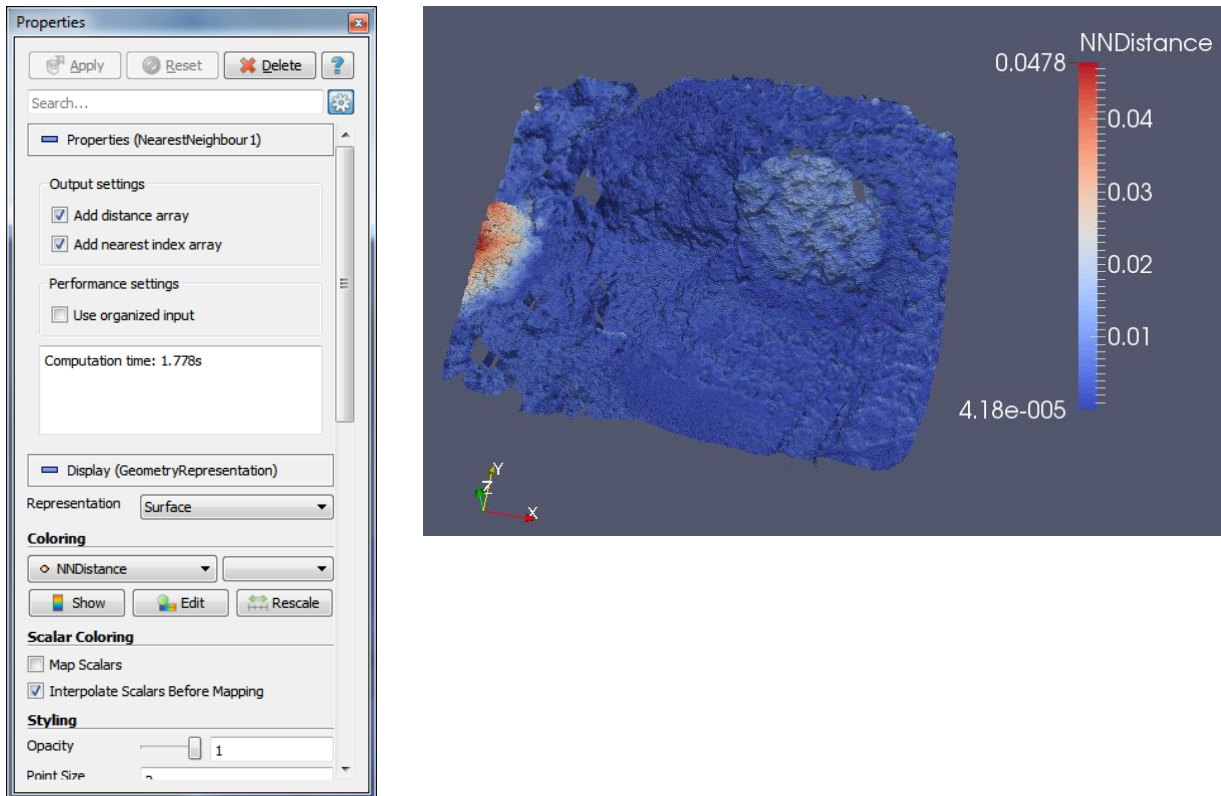 Properties
Apply Reset Delete ?
Search...
Properties (NearestNeighbour1)
Output settings
Add distance array
Add nearest index array
Performance settings
Use organized input
Computation time: 1.778s
Display (GeometryRepresentation)
Representation Surface
Coloring
NNDistance
Show Edit Rescale
Scalar Coloring
Map Scalars
Interpolate Scalars Before Mapping
Styling
Opacity 1
Point Size
NNDistance
0.0478
0.04
0.03
0.02
0.01
4.18e-005
Y
Z
X